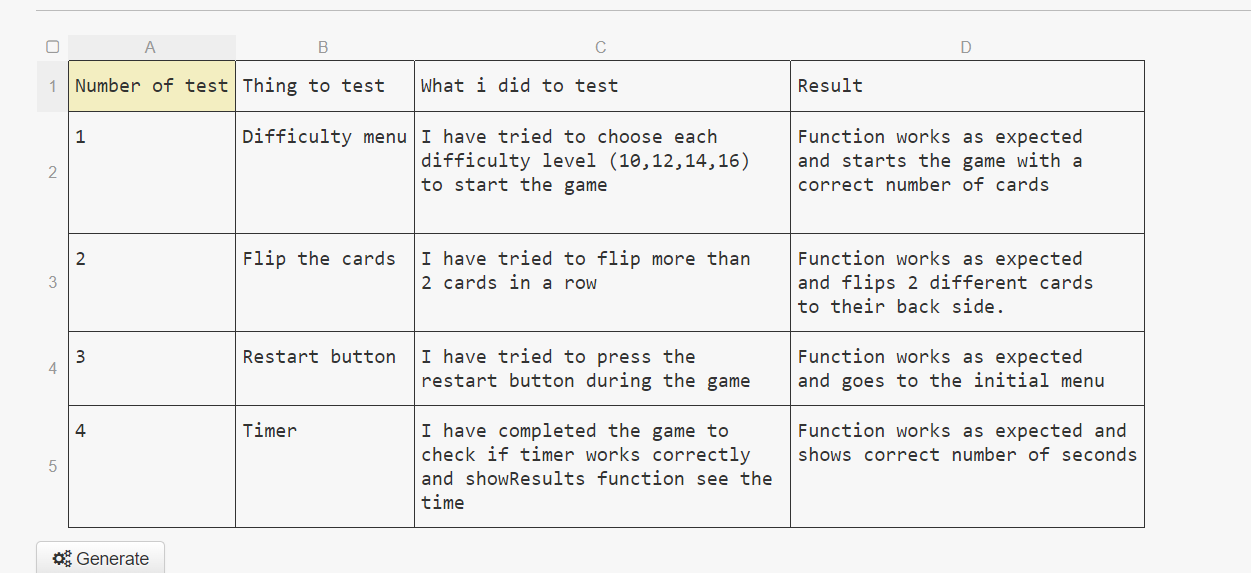 A B C D
1 Number of test Thing to test What i did to test Result
2
1
Difficulty menu
I have tried to choose each
difficulty level (10,12,14,16)
to start the game
Function works as expected
and starts the game with a
correct number of cards
3
2
Flip the cards
I have tried to flip more than
2 cards in a row
Function works as expected
and flips 2 different cards
to their back side.
4
3
Restart button
I have tried to press the
restart button during the game
Function works as expected
and goes to the initial menu
5
4
Timer
I have completed the game to
check if timer works correctly
and showResults function see the
time
Function works as expected and
shows correct number of seconds
Generate